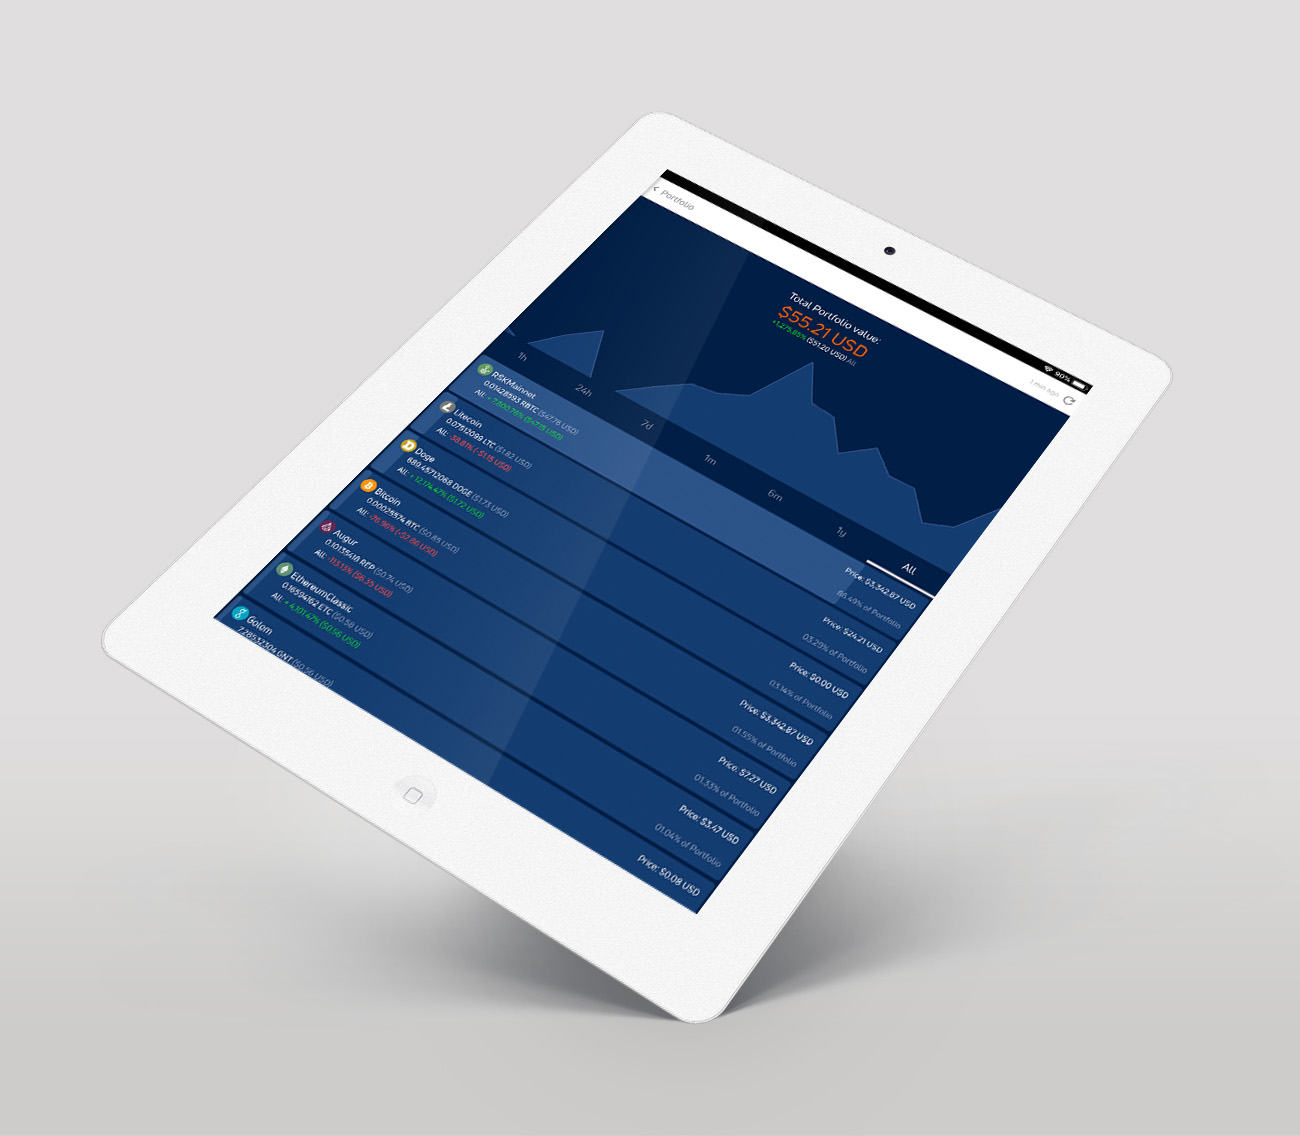 90%
< Portfolio
1 min ago
Total Portfolio value:
$55.21 USD
+1,275.85% ($51.20 USD) All
1h 24h 7d 1m 6m 1y All
RSKMainnet
0.01428593 RBTC ($47.76 USD)
All: +7,800.76% ($47.15 USD)
Price: $3,342.87 USD
86.49% of Portfolio
Litecoin
0.07512099 LTC ($1.82 USD)
All: -38.81% (-$1.15 USD)
Price: $24.21 USD
03.29% of Portfolio
Doge
689.45712068 DOGE ($1.73 USD)
All: +12,174.47% ($1.72 USD)
Price: $0.00 USD
03.14% of Portfolio
Bitcoin
0.00025574 BTC ($0.85 USD)
All: -76.96% (-$2.86 USD)
Price: $3,342.87 USD
01.55% of Portfolio
Augur
0.10135418 REP ($0.74 USD)
All: -113.13% ($6.35 USD)
Price: $7.27 USD
01.33% of Portfolio
EthereumClassic
0.16594162 ETC ($0.58 USD)
All: +4,101.47% ($0.56 USD)
Price: $3.47 USD
01.04% of Portfolio
Golem
7.28532504 GNT ($0.56 USD)
Price: $0.08 USD